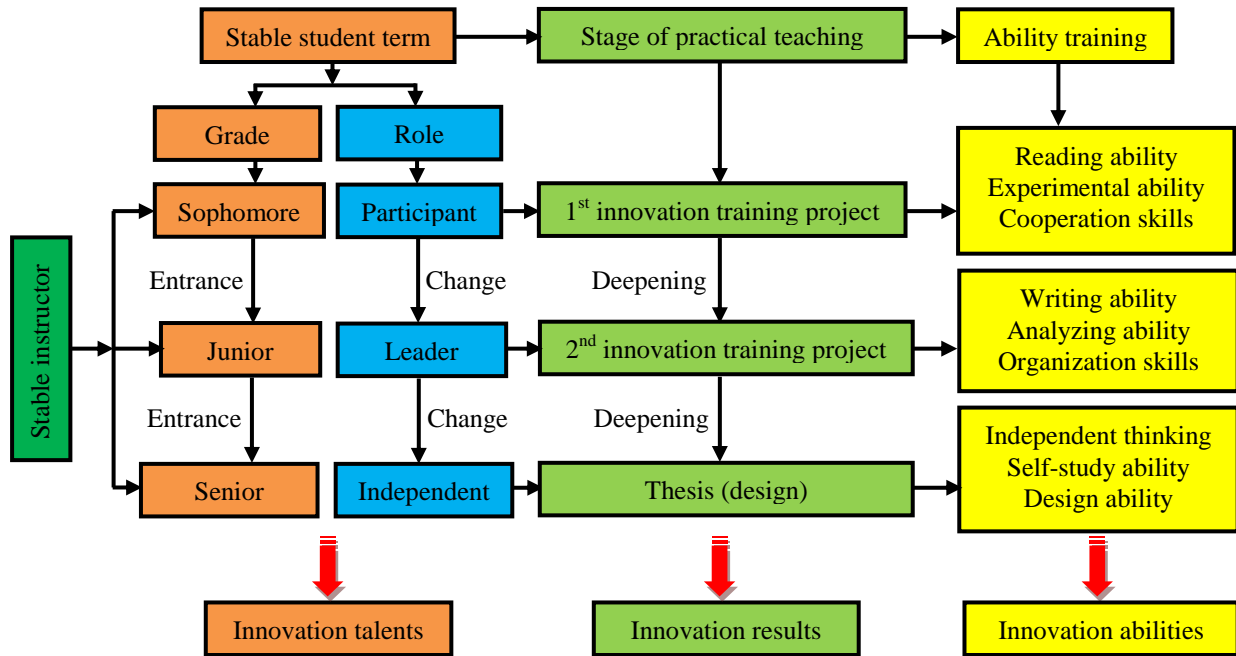 Stable student term
Stage of practical teaching
Ability training
Grade
Role
Reading ability
Experimental ability
Cooperation skills
Sophomore
Participant
1st innovation training project
Stable instructor
Entrance
Change
Deepening
Writing ability
Analyzing ability
Organization skills
Junior
Leader
2nd innovation training project
Entrance
Change
Deepening
Independent thinking
Self-study ability
Design ability
Senior
Independent
Thesis (design)
Innovation talents
Innovation results
Innovation abilities